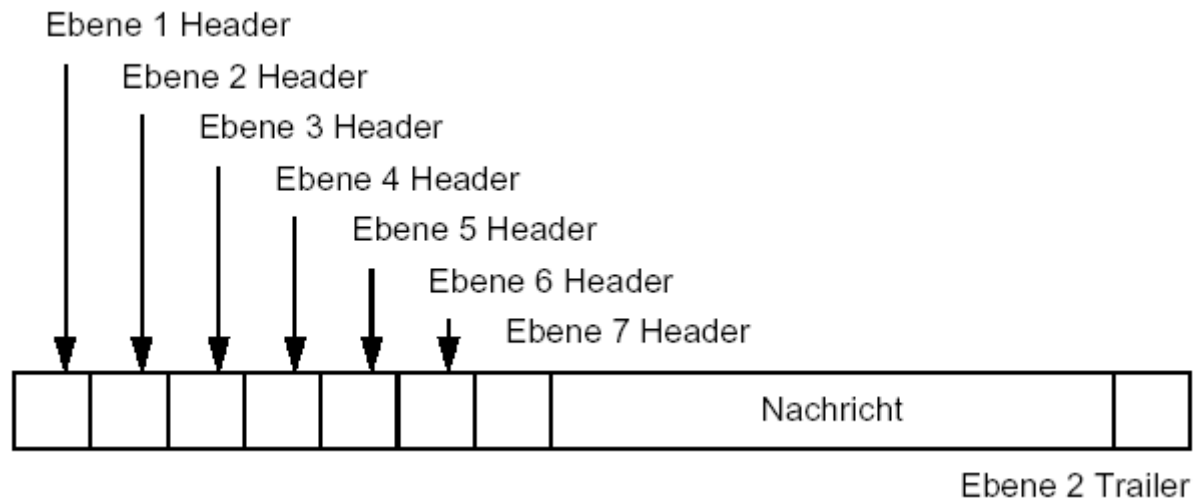 Ebene 1 Header
Ebene 2 Header
Ebene 3 Header
Ebene 4 Header
Ebene 5 Header
Ebene 6 Header
Ebene 7 Header
Nachricht
Ebene 2 Trailer